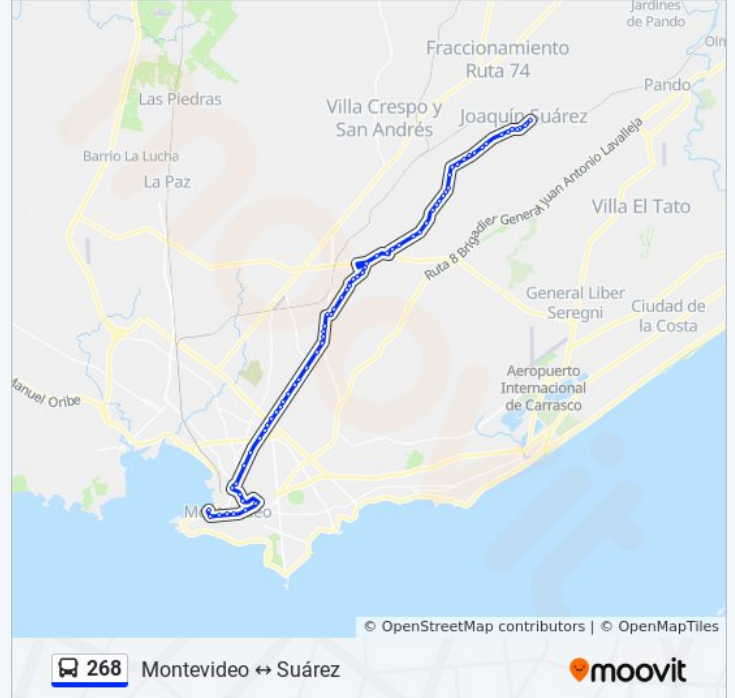 Jardines
de Pando
Oln
Fraccionamiento
Ruta 74
Pando
Las Piedras
Villa Crespo y
San Andrés
Joaquín Suárez
Barrio La Lucha
La Paz
Ruta 8 Brigadier General Juan Antonio Lavalleja
Villa El Tato
General Liber
Seregni
Ciudad de
la Costa
Aeropuerto
Internacional
de Carrasco
Manuel Oribe
Montevideo
moovit
© OpenStreetMap contributors | © OpenMapTiles
268 Montevideo ↔ Suárez
moovit